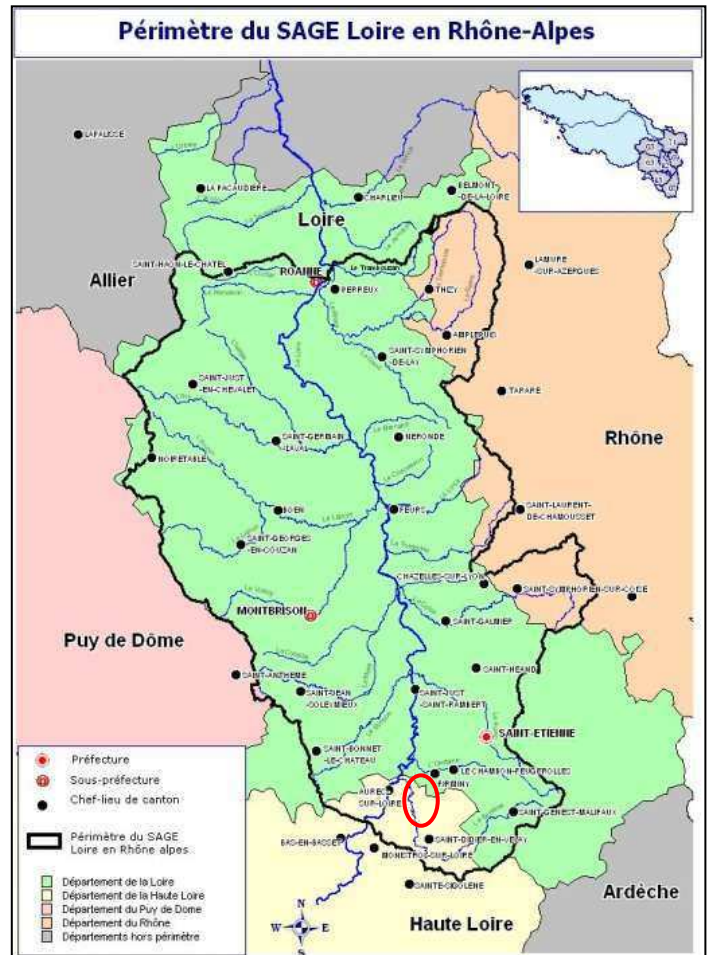 Périmètre du SAGE Loire en Rhône-Alpes
LAPALISSE
LA PACAUDIERE
CHARLIEU
BELMONT
-DE-LA-LOIRE
Loire
SAINT-HAON-LE-CHATEL
Allier
ROANNE
Le Trambouzan
PERREUX
THIZY
LAMURE
-SUR-AZERGUES
AMPLEPUIS
SAINT-SYMPHORIEN
-DE-LAY
SAINT-JUST
-EN-CHEVALET
TARARE
Rhône
SAINT-GERMAIN
-LAVAL
NERONDE
NOIRETABLE
BOEN
FEURS
SAINT-LAURENT-
DE-CHAMOUSSET
SAINT-GEORGES
-EN-COUZAN
CHAZELLES-SUR-LYON
SAINT-SYMPHORIEN-SUR-COISE
MONTBRISON
SAINT-GALMIER
Puy de Dôme
SAINT-ANTHEME
SAINT-HEAND
SAINT-JEAN
-SOLEYMIEUX
SAINT-JUST
-SAINT-RAMBERT
SAINT-ETIENNE
SAINT-BONNET
-LE-CHATEAU
L'Ondaine
LE CHAMBON-FEUGEROLLES
FIRMINY
AUREC
SUR-LOIRE
SAINT-GENEST-MALIFAUX
BAS-EN-BASSET
SAINT-DIDIER-EN-VELAY
MONISTROL-SUR-LOIRE
SAINTE-SIGOLENE
Ardèche
Haute Loire
Préfecture
Sous-préfecture
Chef-lieu de canton
Périmètre du SAGE
Loire en Rhône alpes
Département de la Loire
Département de la Haute Loire
Département du Puy de Dome
Département du Rhône
Départements hors périmètre
N
W
E
S